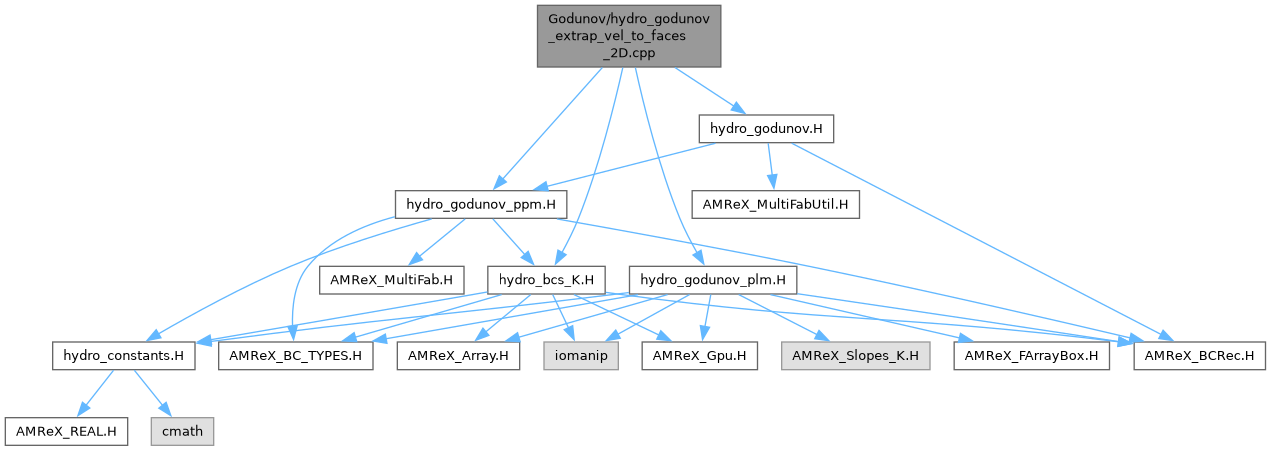 Godunov/hydro_godunov
_extrap_vel_to_faces
_2D.cpp
hydro_godunov.H
hydro_godunov_ppm.H
AMReX_MultiFabUtil.H
AMReX_MultiFab.H
hydro_bcs_K.H
hydro_godunov_plm.H
hydro_constants.H
AMReX_BC_TYPES.H
AMReX_Array.H
iomanip
AMReX_Gpu.H
AMReX_Slopes_K.H
AMReX_FArrayBox.H
AMReX_BCRec.H
AMReX_REAL.H
cmath